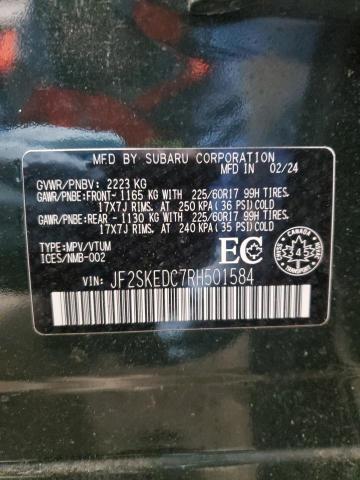 MFD BY SUBARU CORPORATION
GVWR/PNBV: 2223 KG IN 02/24
GAWR/PNBE:FRONT- 1165 KG WITH 225/60R17 99H TIRES.
17X7J RIMS. AT 250 KPA(36 PSI)COLD
GAWR/PNBE:REAR - 1130 KG WITH 225/60R17 99H TIRES.
17X7J RIMS. AT 240 KPA(35 PSI)COLD
TYPE:MPV/VTUM
ICES/NMB-002
EC
CANADA
145
VIN: JF2SKEDC7RH501584